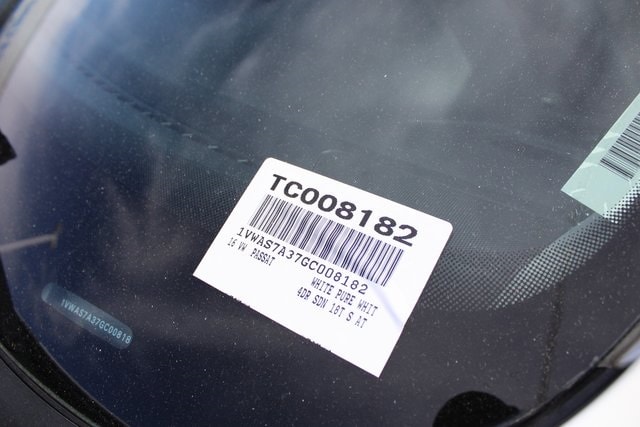 TC008182
1VWAS7A37GC008182
16 VW PASSAT
WHITE PURE WHIT
4DR SDN 18T S AT
1VWAS7A37GC00818